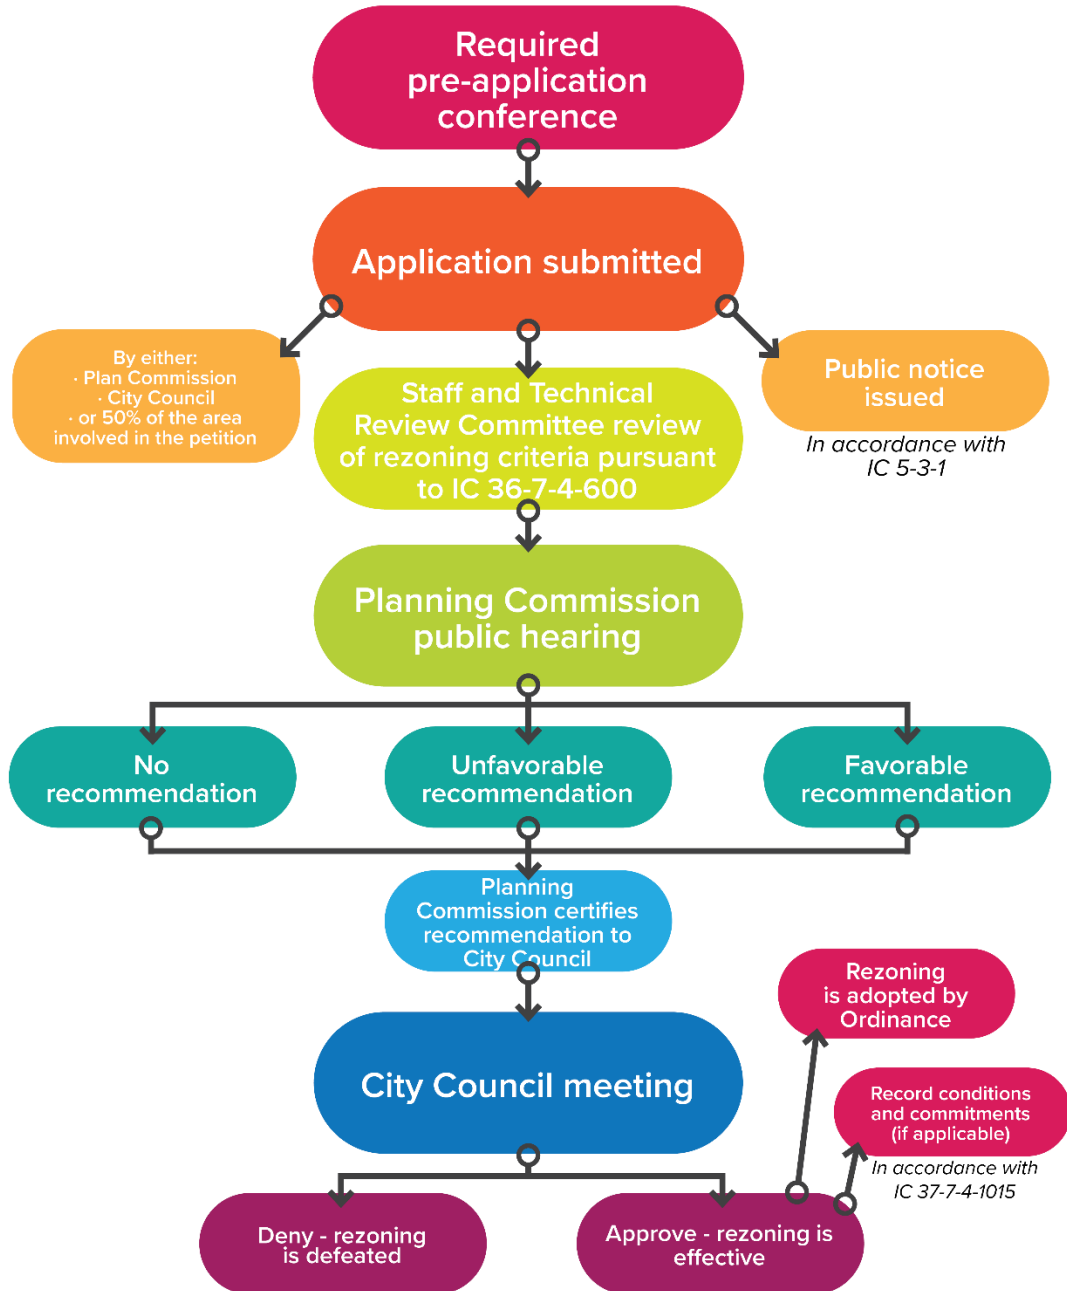 Required
pre-application
conference
Application submitted
By either:
· Plan Commission
· City Council
· or 50% of the area
involved in the petition
Staff and Technical
Review Committee review
of rezoning criteria pursuant
to IC 36-7-4-600
Public notice
issued
In accordance with
IC 5-3-1
Planning Commission
public hearing
No
recommendation
Unfavorable
recommendation
Favorable
recommendation
Planning
Commission certifies
recommendation to
City Council
City Council meeting
Rezoning
is adopted by
Ordinance
Record conditions
and commitments
(if applicable)
In accordance with
IC 37-7-4-1015
Deny - rezoning
is defeated
Approve - rezoning is
effective